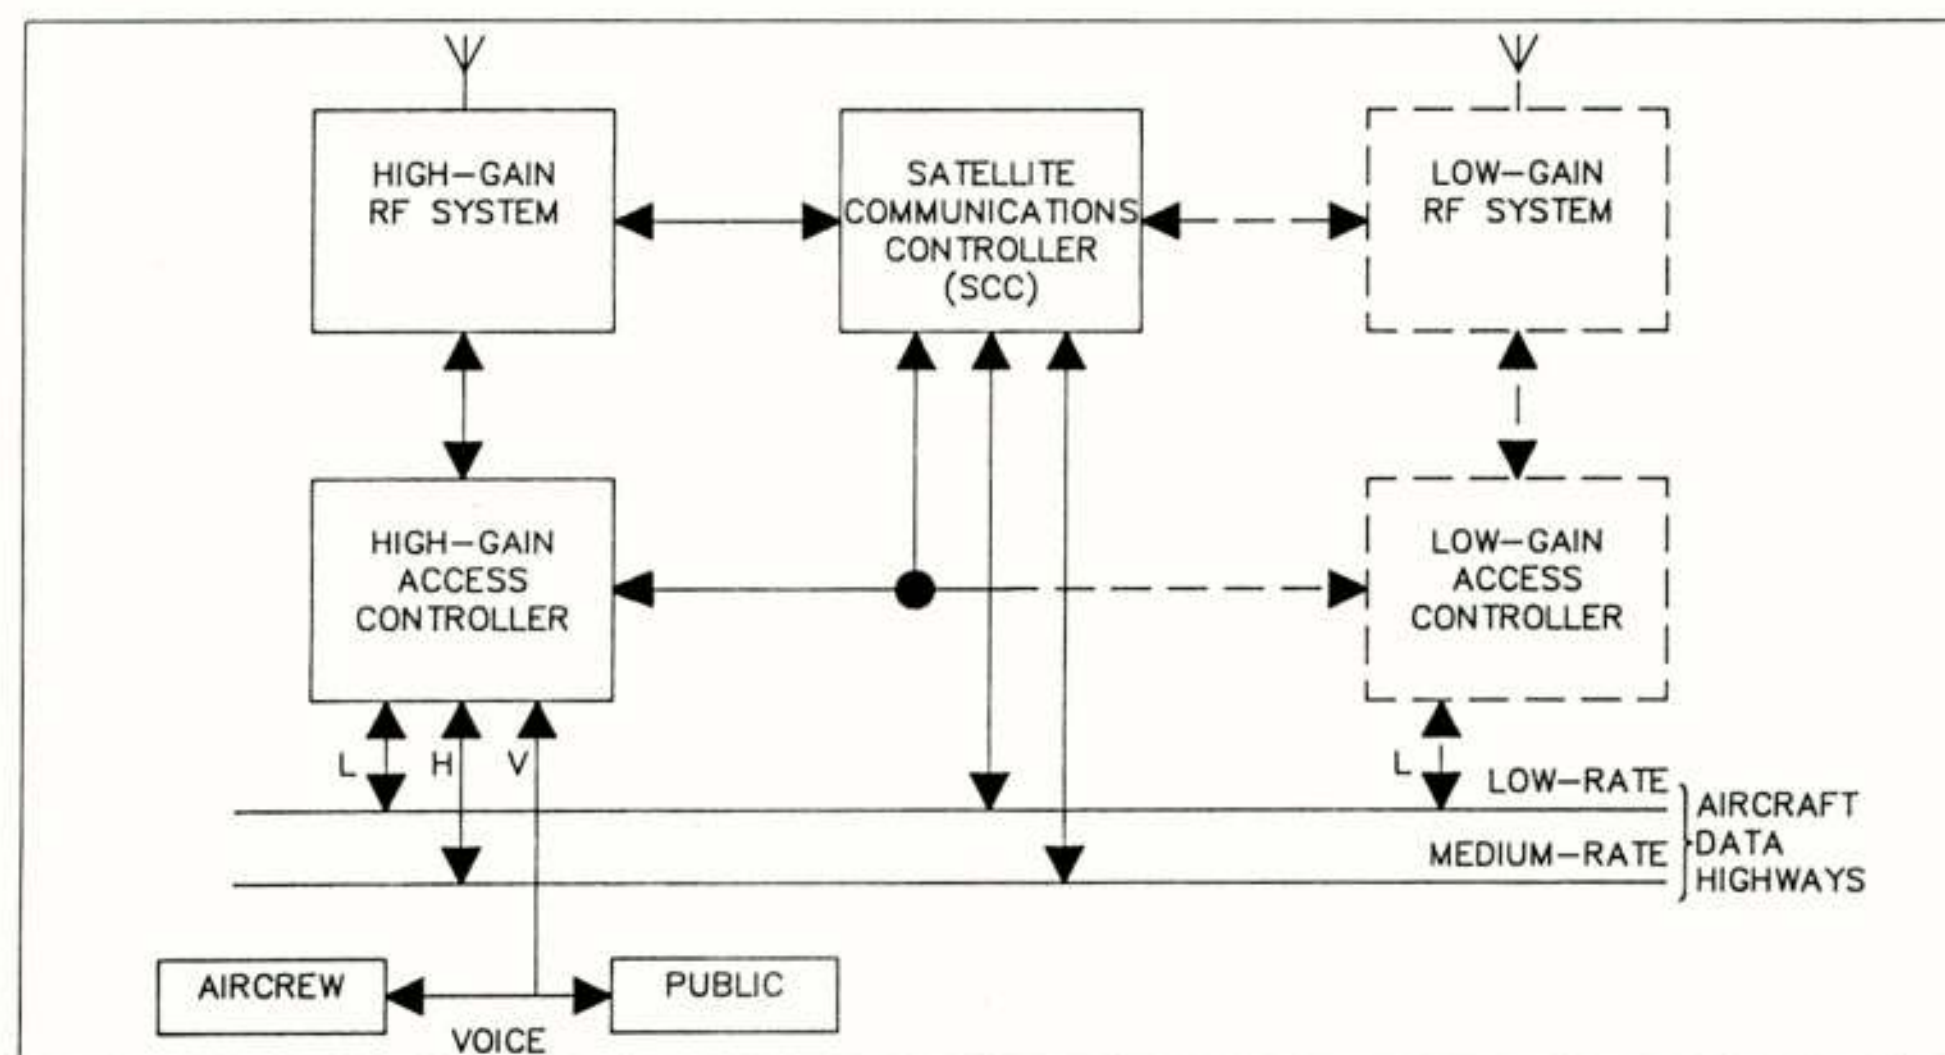 HIGH-GAIN
RF SYSTEM
SATELLITE
COMMUNICATIONS
CONTROLLER
(SCC)
LOW-GAIN
RF SYSTEM
HIGH-GAIN
ACCESS
CONTROLLER
LOW-GAIN
ACCESS
CONTROLLER
L H V
L
LOW-RATE
MEDIUM-RATE
AIRCRAFT
DATA
HIGHWAYS
AIRCREW
PUBLIC
VOICE